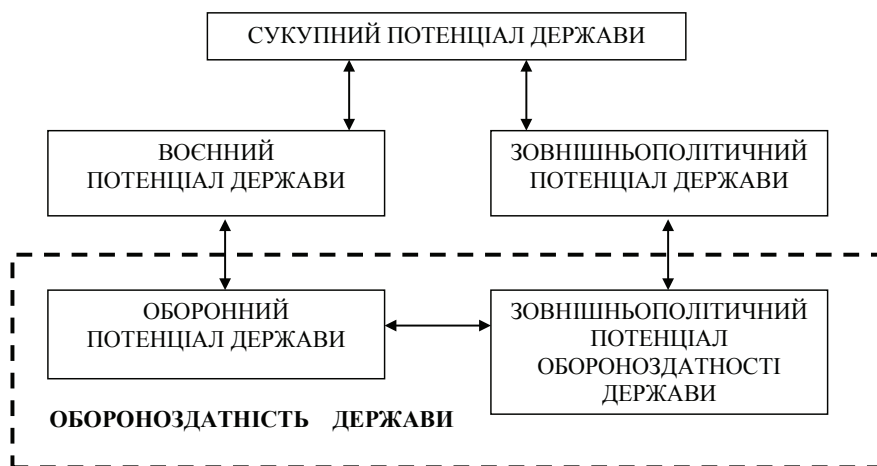 СУКУПНИЙ ПОТЕНЦІАЛ ДЕРЖАВИ
ВОЄННИЙ
ПОТЕНЦІАЛ ДЕРЖАВИ
ЗОВНІШНЬОПОЛІТИЧНИЙ
ПОТЕНЦІАЛ ДЕРЖАВИ
ОБОРОННИЙ
ПОТЕНЦІАЛ ДЕРЖАВИ
ЗОВНІШНЬОПОЛІТИЧНИЙ
ПОТЕНЦІАЛ
ОБОРОНОЗДАТНОСТІ
ДЕРЖАВИ
ОБОРОНОЗДАТНІСТЬ ДЕРЖАВИ